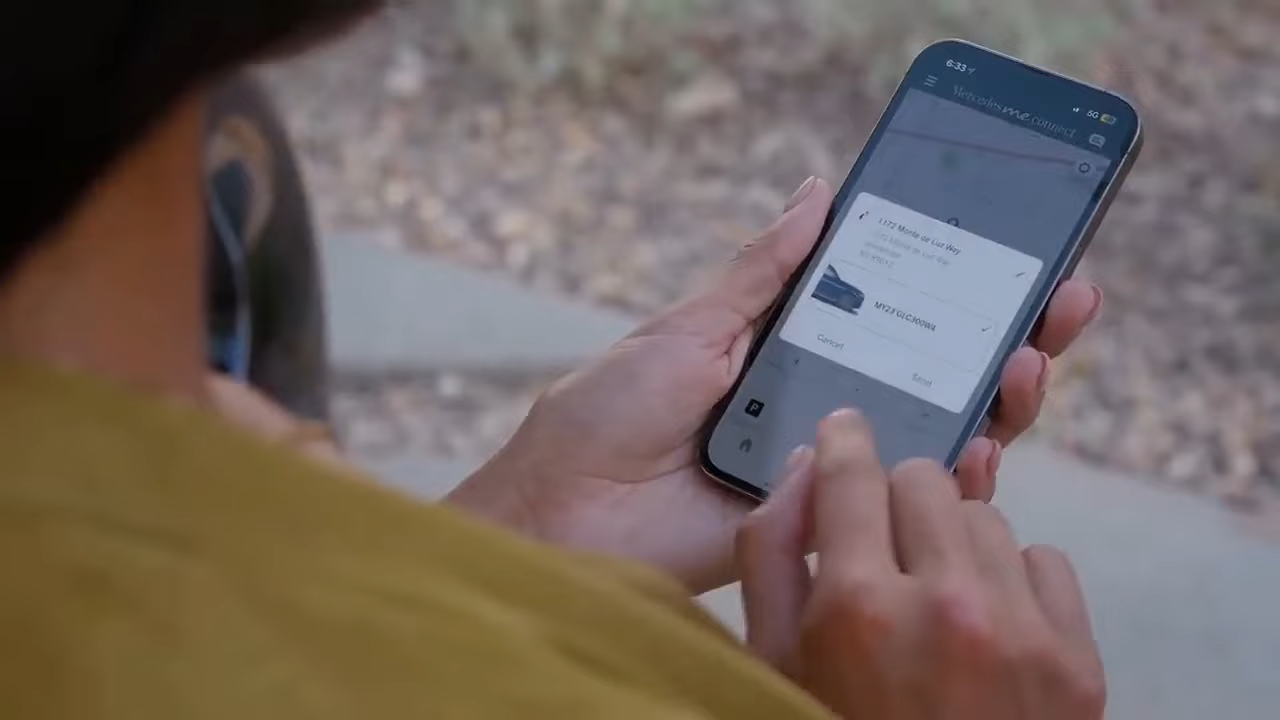 6:33
5G
Mercedes me connect
1172 Monte de Luz Way
MY23 GLC300W4
Cancel
Send
P